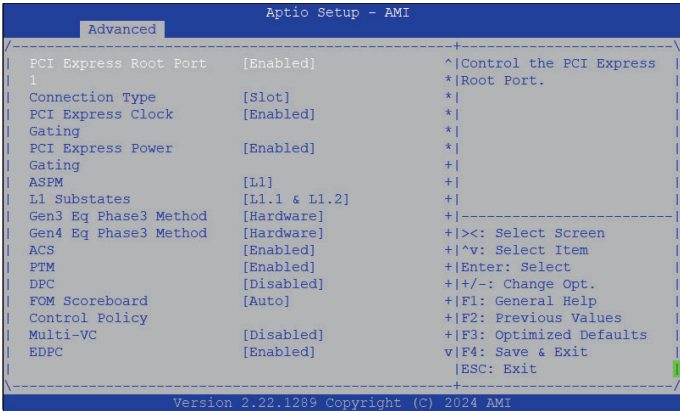 Aptio Setup - AMI
Advanced
/----------------------------------------------------+------------------------\
| PCI Express Root Port [Enabled] ^|Control the PCI Express |
| 1 *|Root Port. |
| Connection Type [Slot] *| |
| PCI Express Clock [Enabled] *| |
| Gating *| |
| PCI Express Power [Enabled] *| |
| Gating +| |
| ASPM [L1] +| |
| L1 Substates [L1.1 & L1.2] +| |
| Gen3 Eq Phase3 Method [Hardware] +|------------------------|
| Gen4 Eq Phase3 Method [Hardware] +|><: Select Screen |
| ACS [Enabled] +|^v: Select Item |
| PTM [Enabled] +|Enter: Select |
| DPC [Disabled] +|+/-: Change Opt. |
| FOM Scoreboard [Auto] +|F1: General Help |
| Control Policy +|F2: Previous Values |
| Multi-VC [Disabled] +|F3: Optimized Defaults |
| EDPC [Enabled] v|F4: Save & Exit |
| |ESC: Exit |
\----------------------------------------------------+------------------------/
Version 2.22.1289 Copyright (C) 2024 AMI